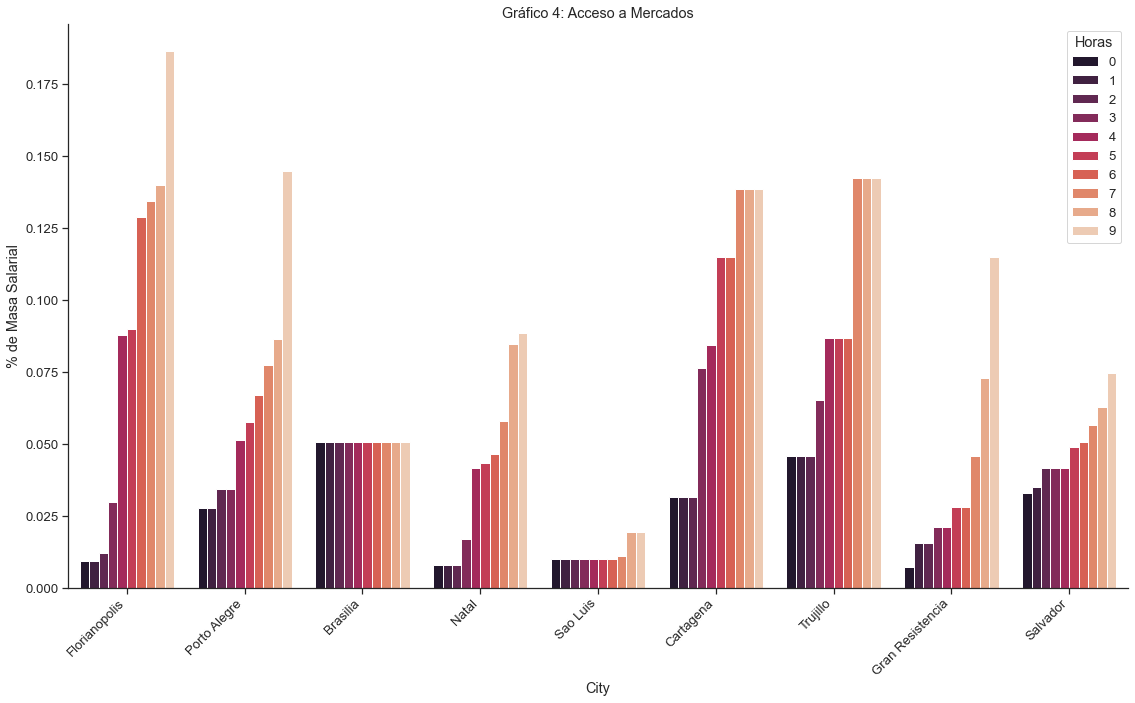 Gráfico 4: Acceso a Mercados
Horas
0
1
2
3
4
5
6
7
8
9
% de Masa Salarial
0.175
0.150
0.125
0.100
0.075
0.050
0.025
0.000
Florianopolis
Porto Alegre
Brasilia
Natal
Sao Luis
Cartagena
Trujillo
Gran Resistencia
Salvador
City